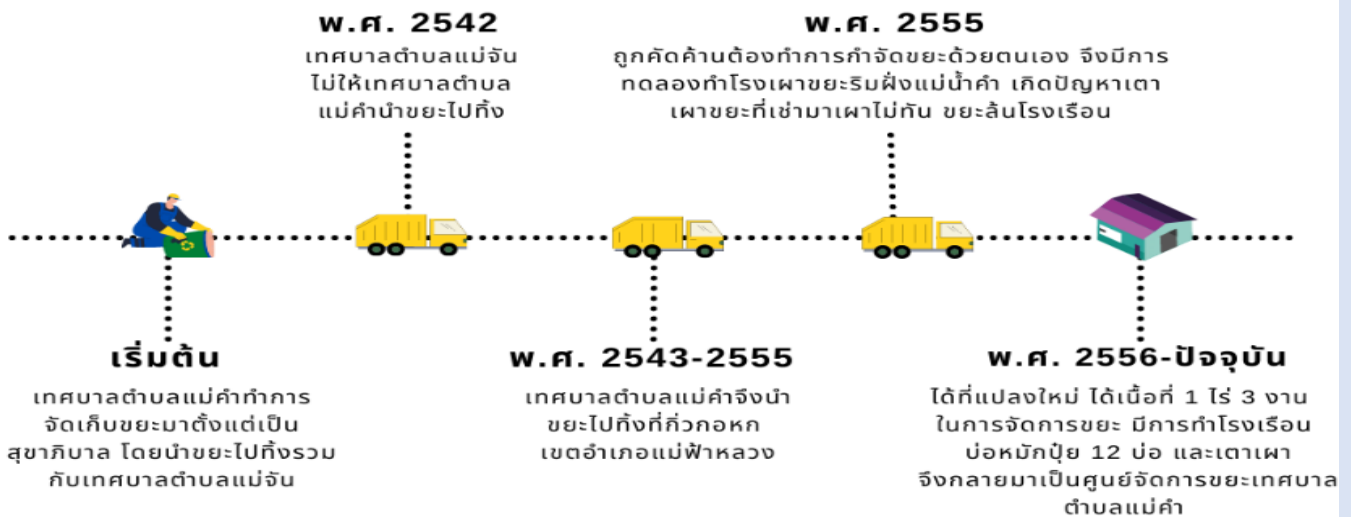 พ.ศ. 2542
เทศบาลตำบลแม่จัน
ไม่ให้เทศบาลตำบล
แม่คำนำขยะไปทิ้ง
พ.ศ. 2555
ถูกคัดค้านต้องทำการกำจัดขยะด้วยตนเอง จึงมีการ
ทดลองทำโรงเผาขยะริมฝั่งแม่น้ำคำ เกิดปัญหาเตา
เผาขยะที่เช่ามาเผาไม่ทัน ขยะล้นโรงเรือน
เริ่มต้น
เทศบาลตำบลแม่คำทำการ
จัดเก็บขยะมาตั้งแต่เป็น
สุขาภิบาล โดยนำขยะไปทิ้งรวม
กับเทศบาลตำบลแม่จัน
พ.ศ. 2543-2555
เทศบาลตำบลแม่คำจึงนำ
ขยะไปทิ้งที่กิ่วกอหก
เขตอำเภอแม่ฟ้าหลวง
พ.ศ. 2556-ปัจจุบัน
ได้ที่แปลงใหม่ ได้เนื้อที่ 1 ไร่ 3 งาน
ในการจัดการขยะ มีการทำโรงเรือน
บ่อหมักปุ๋ย 12 บ่อ และเตาเผา
จึงกลายมาเป็นศูนย์จัดการขยะเทศบาล
ตำบลแม่คำ